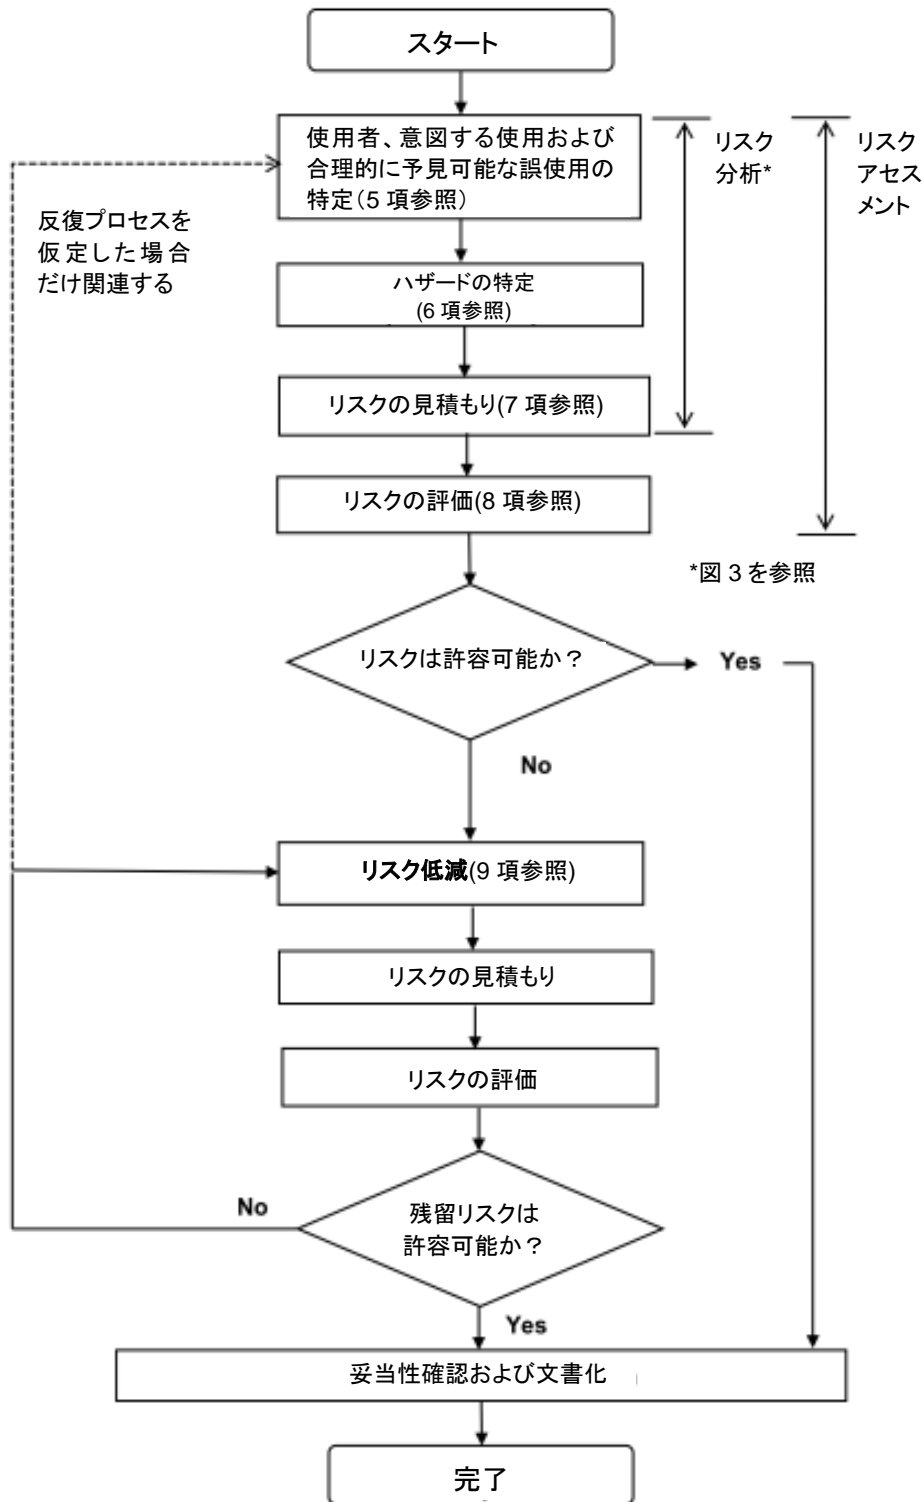 スタート
使用者、意図する使用および
合理的に予見可能な誤使用の
特定(5 項参照)
リスク
分析*
リスク
アセス
メント
反復プロセスを
仮定した場合
だけ関連する
ハザードの特定
(6 項参照)
リスクの見積もり(7 項参照)
リスクの評価(8 項参照)
*図 3 を参照
リスクは許容可能か？
Yes
No
リスク低減(9 項参照)
リスクの見積もり
リスクの評価
No
残留リスクは
許容可能か？
Yes
妥当性確認および文書化
完了